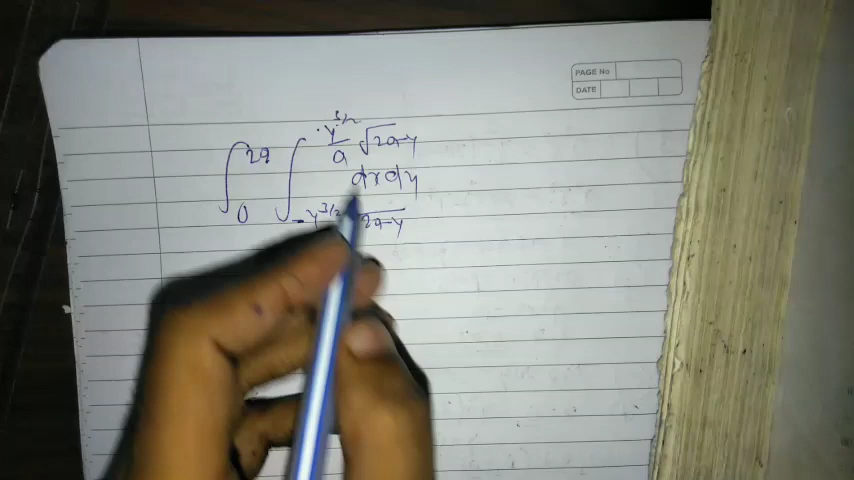 PAGE No
DATE
∫ 2a ∫ y^3/2 / a √2a-y
dx dy
0 -y^3/2 2a-y